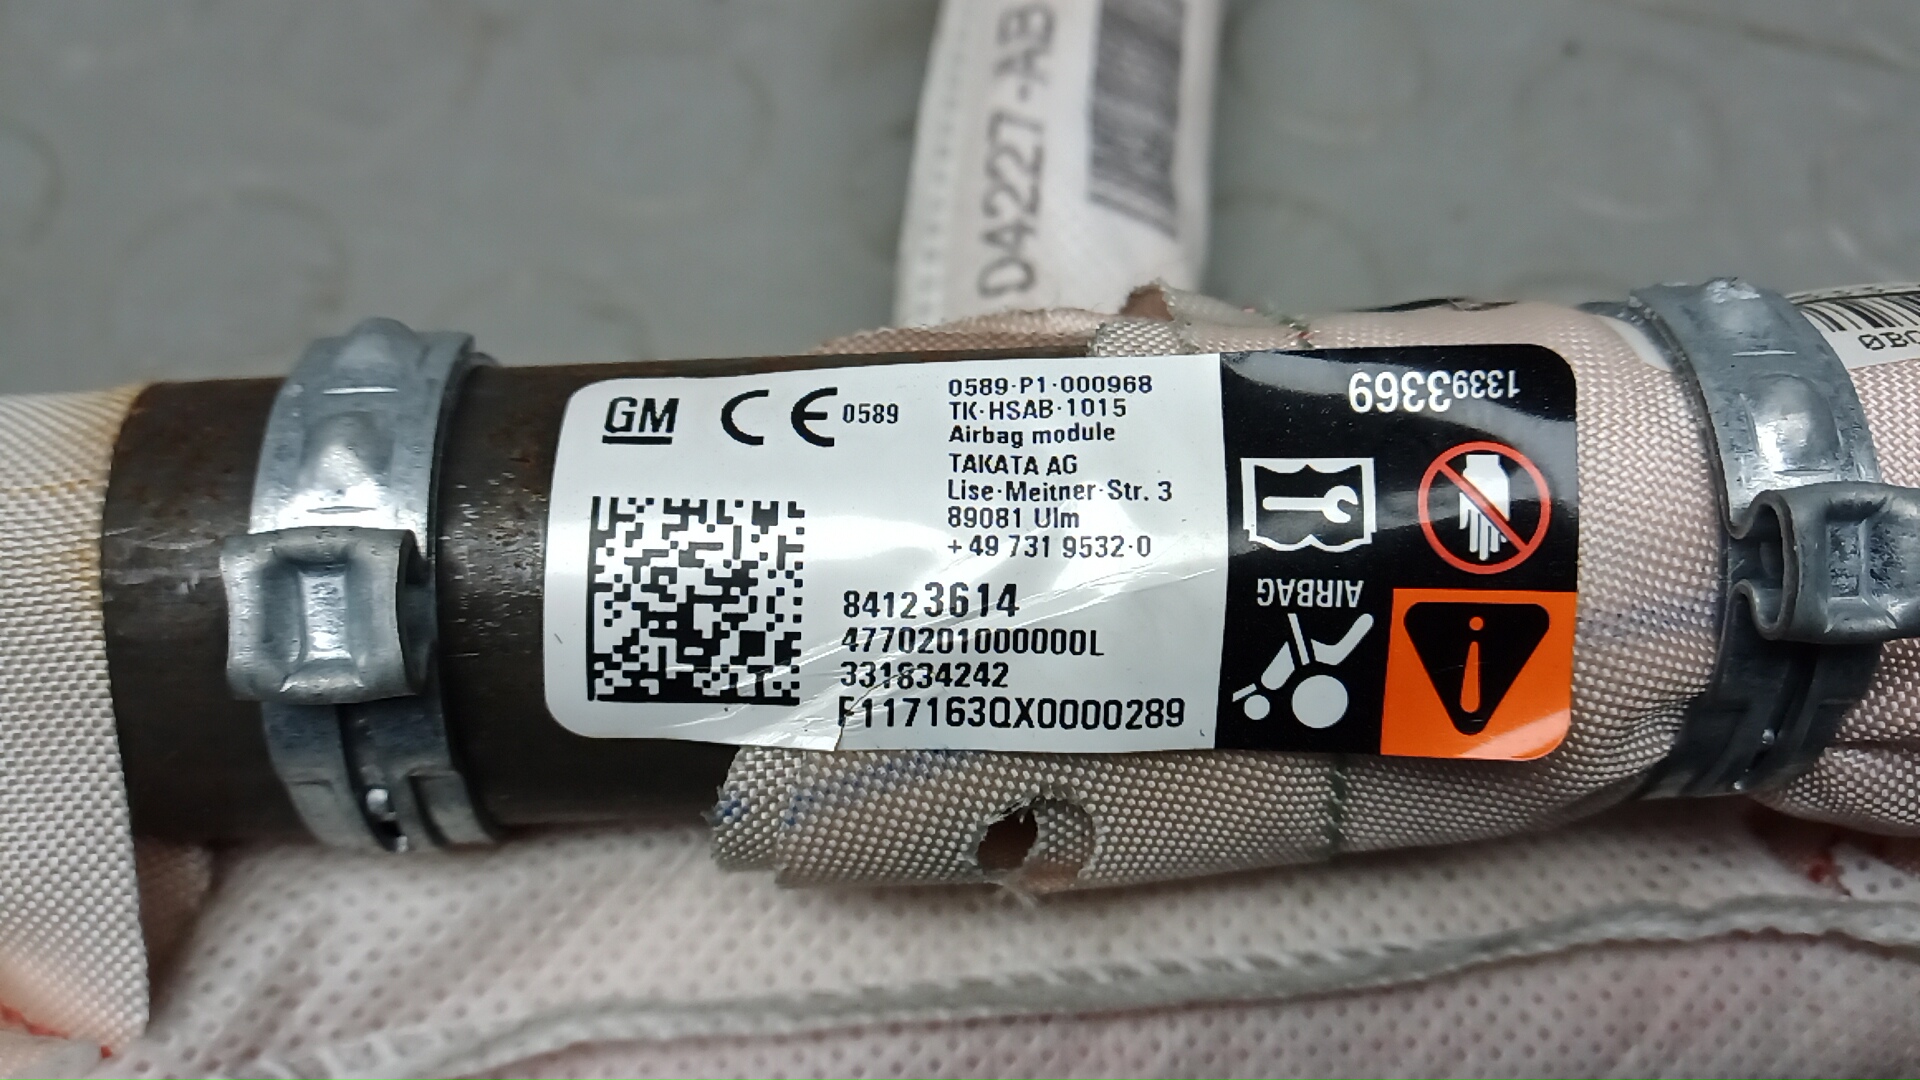 D4227-AB
GM CE 0589
0589-P1-000968
TK-HSAB-1015
Airbag module
TAKATA AG
Lise-Meitner-Str. 3
89081 Ulm
+49 731 9532-0
84123614
4770201000000L
331834242
F117163QX0000289
13393369
AIRBAG